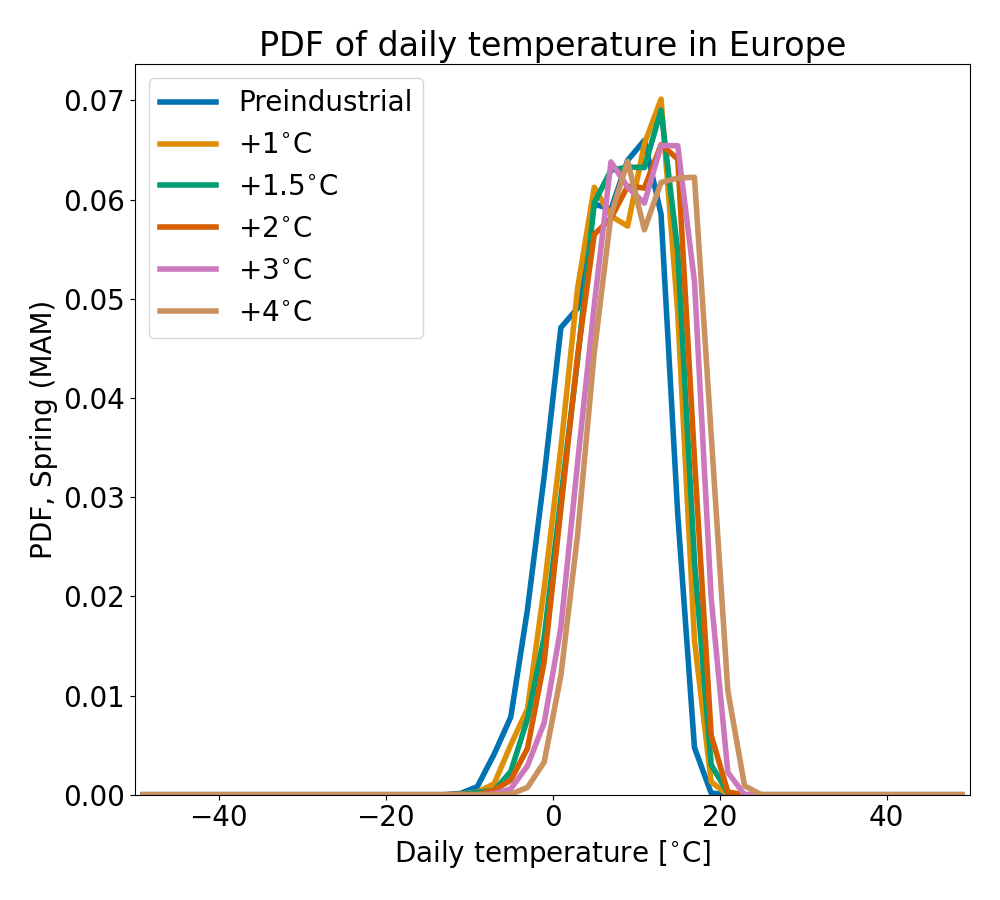 PDF of daily temperature in Europe
Preindustrial
+1°C
+1.5°C
+2°C
+3°C
+4°C
PDF, Spring (MAM)
0.07
0.06
0.05
0.04
0.03
0.02
0.01
0.00
−40
−20
0
20
40
Daily temperature [°C]